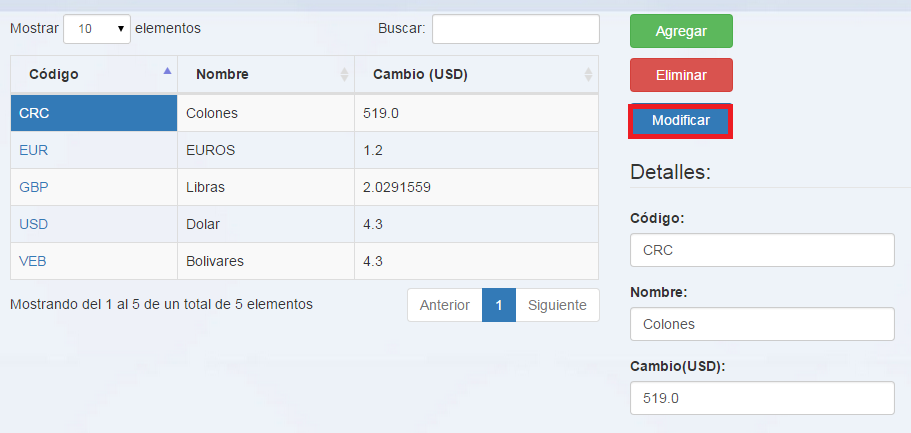 Mostrar 10 elementos Buscar:
Código Nombre Cambio (USD)
CRC Colones 519.0
EUR EUROS 1.2
GBP Libras 2.0291559
USD Dolar 4.3
VEB Bolivares 4.3
Mostrando del 1 al 5 de un total de 5 elementos Anterior 1 Siguiente
Agregar
Eliminar
Modificar
Detalles:
Código:
CRC
Nombre:
Colones
Cambio(USD):
519.0